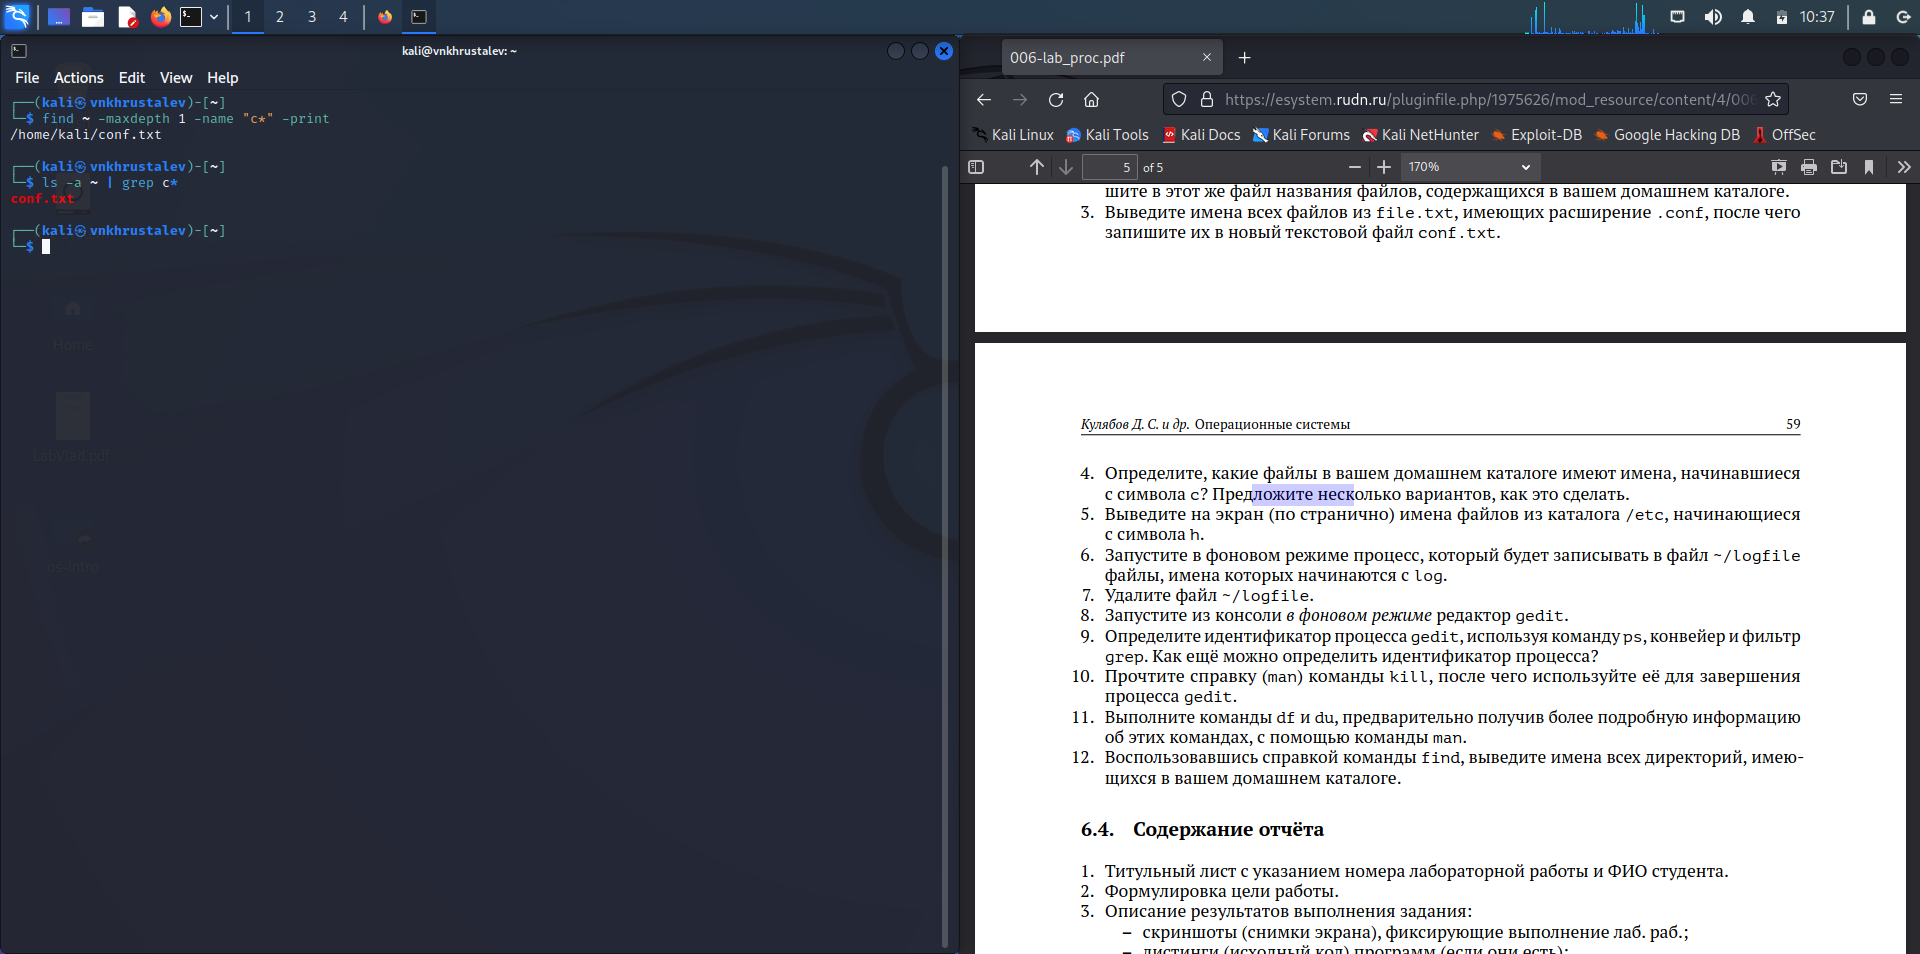 1 2 3 4
10:37
kali@vnkhrustalev: ~
File Actions Edit View Help
┌──(kali㉿vnkhrustalev)-[~]
└─$ find ~ -maxdepth 1 -name "c*" -print
/home/kali/conf.txt
┌──(kali㉿vnkhrustalev)-[~]
└─$ ls -a ~ | grep c*
conf.txt
┌──(kali㉿vnkhrustalev)-[~]
└─$
Home
LabVlad.pdf
os-intro
006-lab_proc.pdf
https://esystem.rudn.ru/pluginfile.php/1975626/mod_resource/content/4/006
Kali Linux Kali Tools Kali Docs Kali Forums Kali NetHunter Exploit-DB Google Hacking DB OffSec
5 of 5 170%
шите в этот же файл названия файлов, содержащихся в вашем домашнем каталоге.
3. Выведите имена всех файлов из file.txt, имеющих расширение .conf, после чего
запишите их в новый текстовой файл conf.txt.
Кулябов Д. С. и др. Операционные системы 59
4. Определите, какие файлы в вашем домашнем каталоге имеют имена, начинавшиеся
с символа c? Предложите несколько вариантов, как это сделать.
5. Выведите на экран (по странично) имена файлов из каталога /etc, начинающиеся
с символа h.
6. Запустите в фоновом режиме процесс, который будет записывать в файл ~/logfile
файлы, имена которых начинаются с log.
7. Удалите файл ~/logfile.
8. Запустите из консоли в фоновом режиме редактор gedit.
9. Определите идентификатор процесса gedit, используя команду ps, конвейер и фильтр
grep. Как ещё можно определить идентификатор процесса?
10. Прочтите справку (man) команды kill, после чего используйте её для завершения
процесса gedit.
11. Выполните команды df и du, предварительно получив более подробную информацию
об этих командах, с помощью команды man.
12. Воспользовавшись справкой команды find, выведите имена всех директорий, имею-
щихся в вашем домашнем каталоге.
6.4. Содержание отчёта
1. Титульный лист с указанием номера лабораторной работы и ФИО студента.
2. Формулировка цели работы.
3. Описание результатов выполнения задания:
– скриншоты (снимки экрана), фиксирующие выполнение лаб. раб.;
– листинги (исходный код) программ (если они есть);